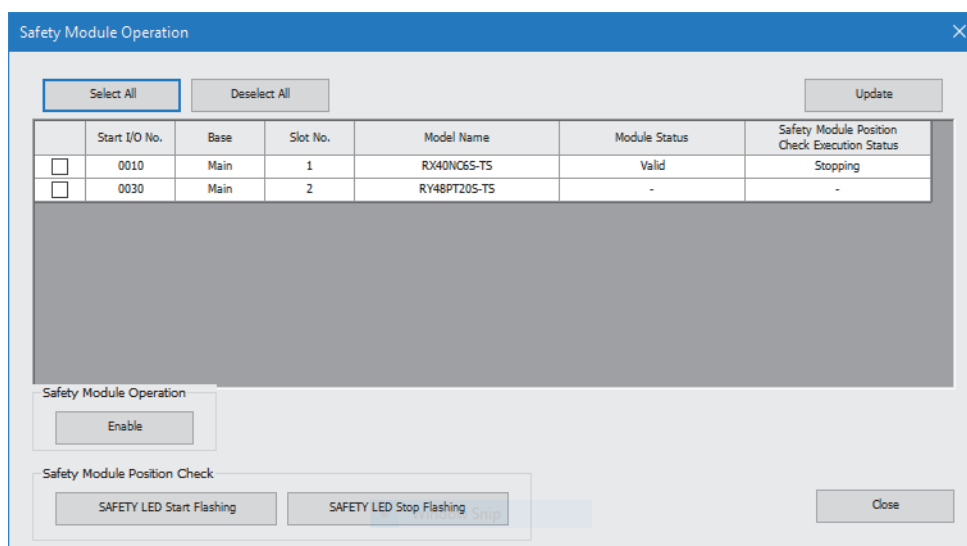 Safety Module Operation
Select All Deselect All Update
Start I/O No. Base Slot No. Model Name Module Status Safety Module Position
Check Execution Status
0010 Main 1 RX40NC6S-TS Valid Stopping
0030 Main 2 RY48PT20S-TS - -
Safety Module Operation
Enable
Safety Module Position Check
SAFETY LED Start Flashing SAFETY LED Stop Flashing Close
Window Snip